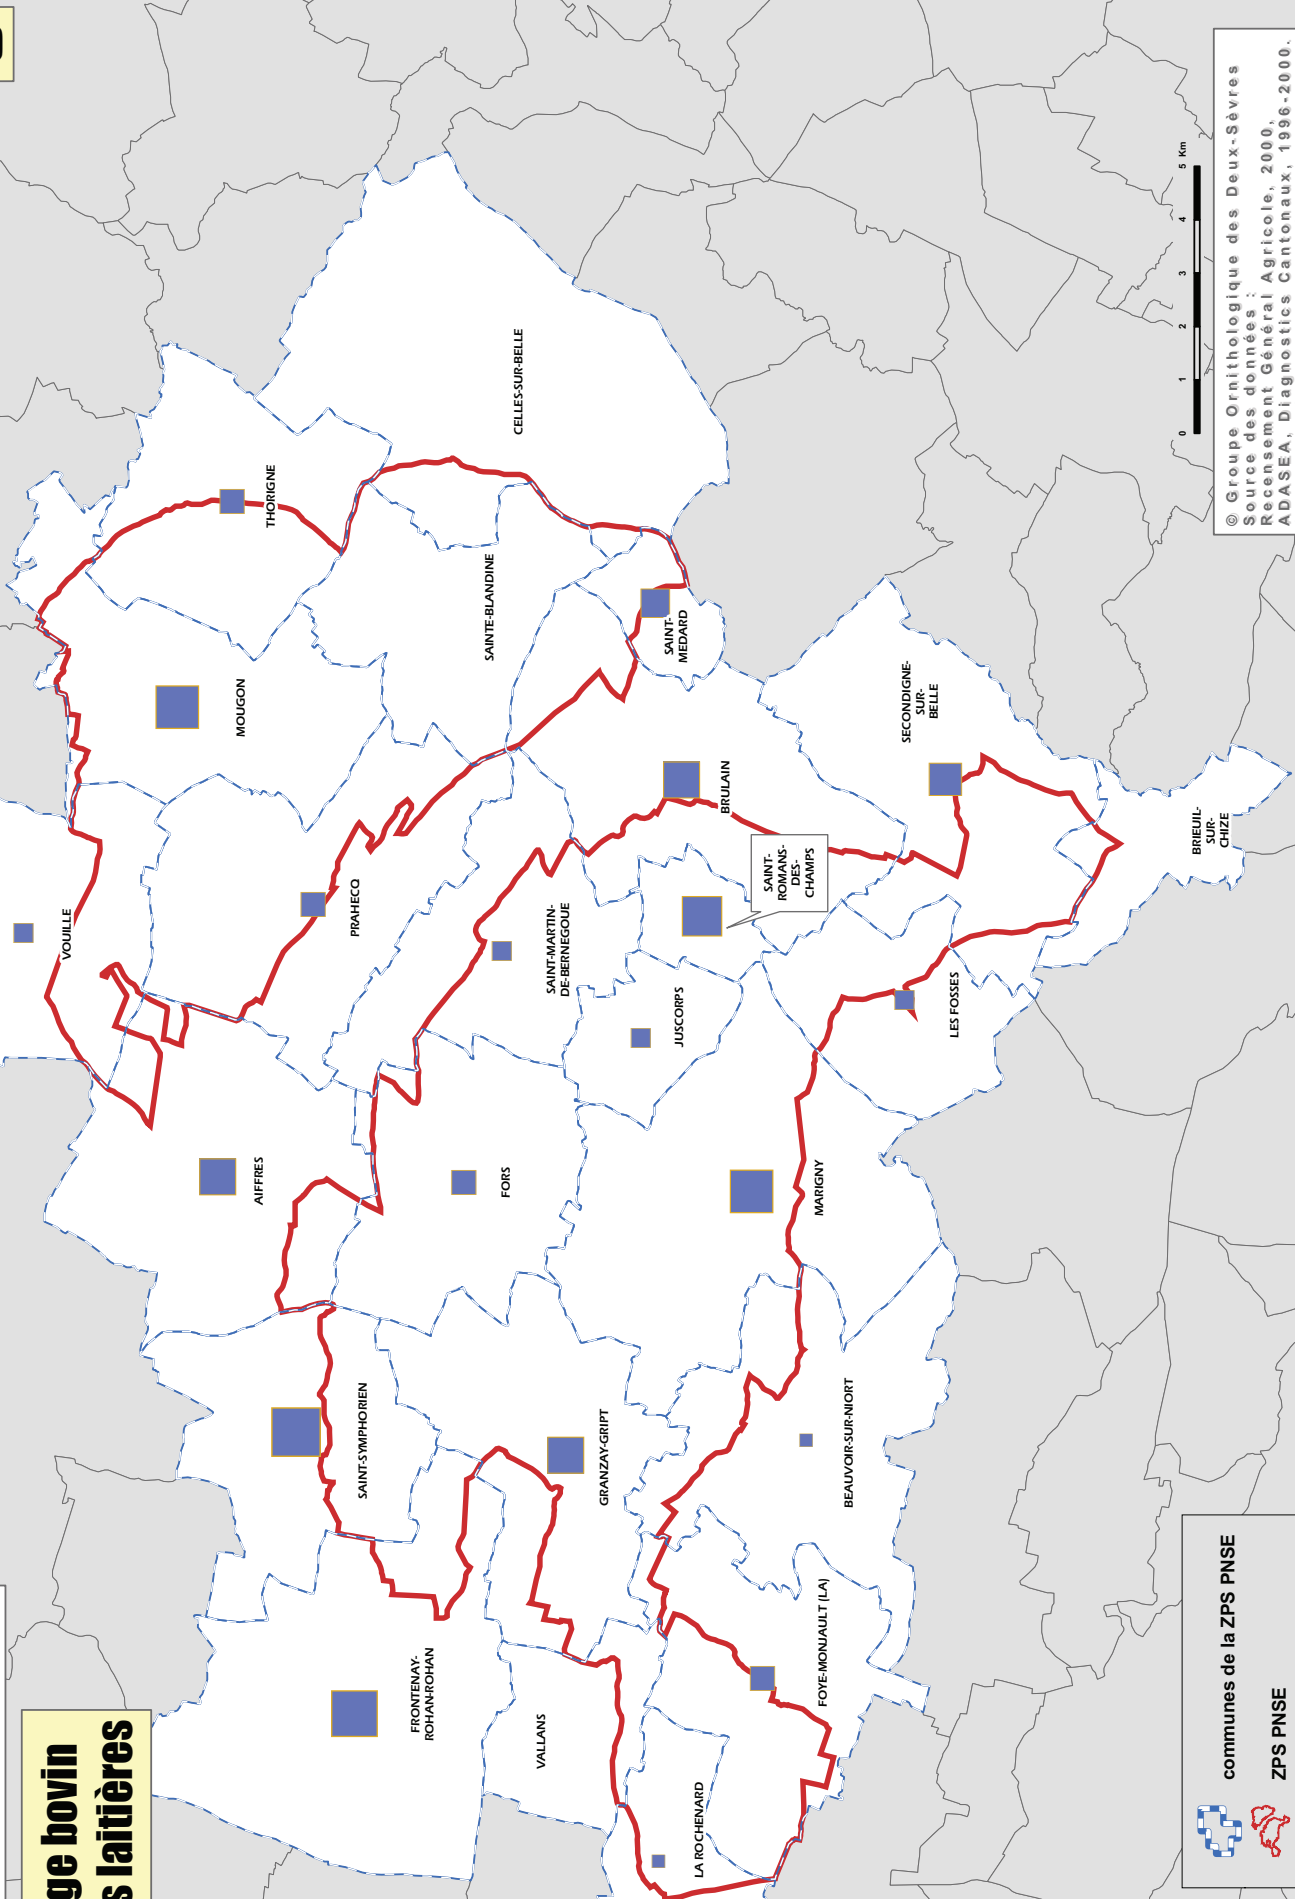 ge bovin
s laitières
VOUILLE
THORIGNE
MOUGON
PRAHECQ
AIFFRES
CELLES-SUR-BELLE
SAINTE-BLANDINE
SAINT-
MEDARD
BRULAIN
SECONDIGNE-
SUR-
BELLE
BRIEUIL-
SUR-
CHIZE
SAINT-
ROMANS-
DES-
CHAMPS
SAINT-MARTIN-
DE-BERNEGOUE
JUSCORPS
LES FOSSES
FORS
MARIGNY
SAINT-SYMPHORIEN
GRANZAY-GRIPT
BEAUVOIR-SUR-NIORT
FRONTENAY-
ROHAN-ROHAN
VALLANS
FOYE-MONJAULT (LA)
LA ROCHENARD
0 1 2 3 4 5 Km
communes de la ZPS PNSE
ZPS PNSE
© Groupe Ornithologique des Deux-Sèvres
Source des données :
Recensement Général Agricole, 2000,
ADASEA, Diagnostics Cantonaux, 1996-2000.